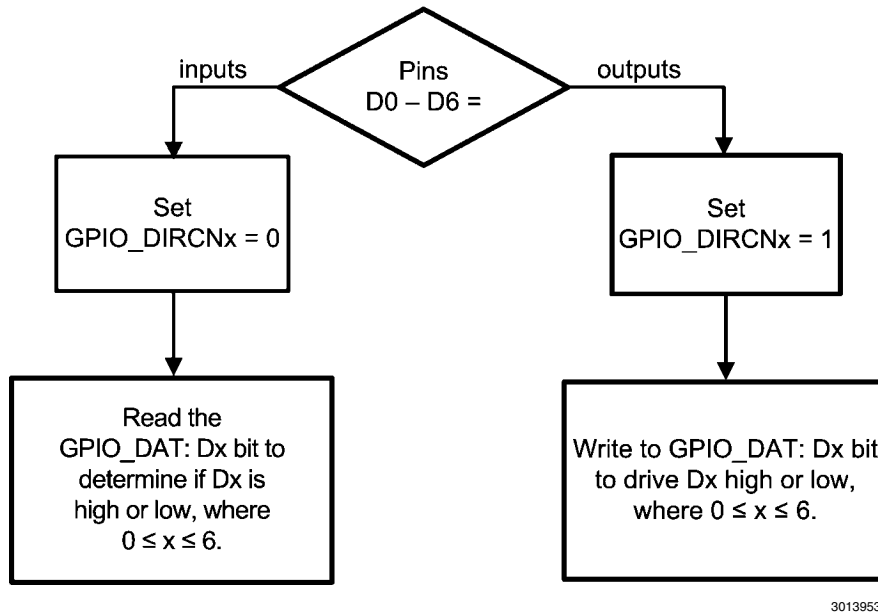 inputs
Pins
D0 – D6 =
outputs
Set
GPIO_DIRCNx = 0
Set
GPIO_DIRCNx = 1
Read the
GPIO_DAT: Dx bit to
determine if Dx is
high or low, where
0 ≤ x ≤ 6.
Write to GPIO_DAT: Dx bit
to drive Dx high or low,
where 0 ≤ x ≤ 6.
3013953